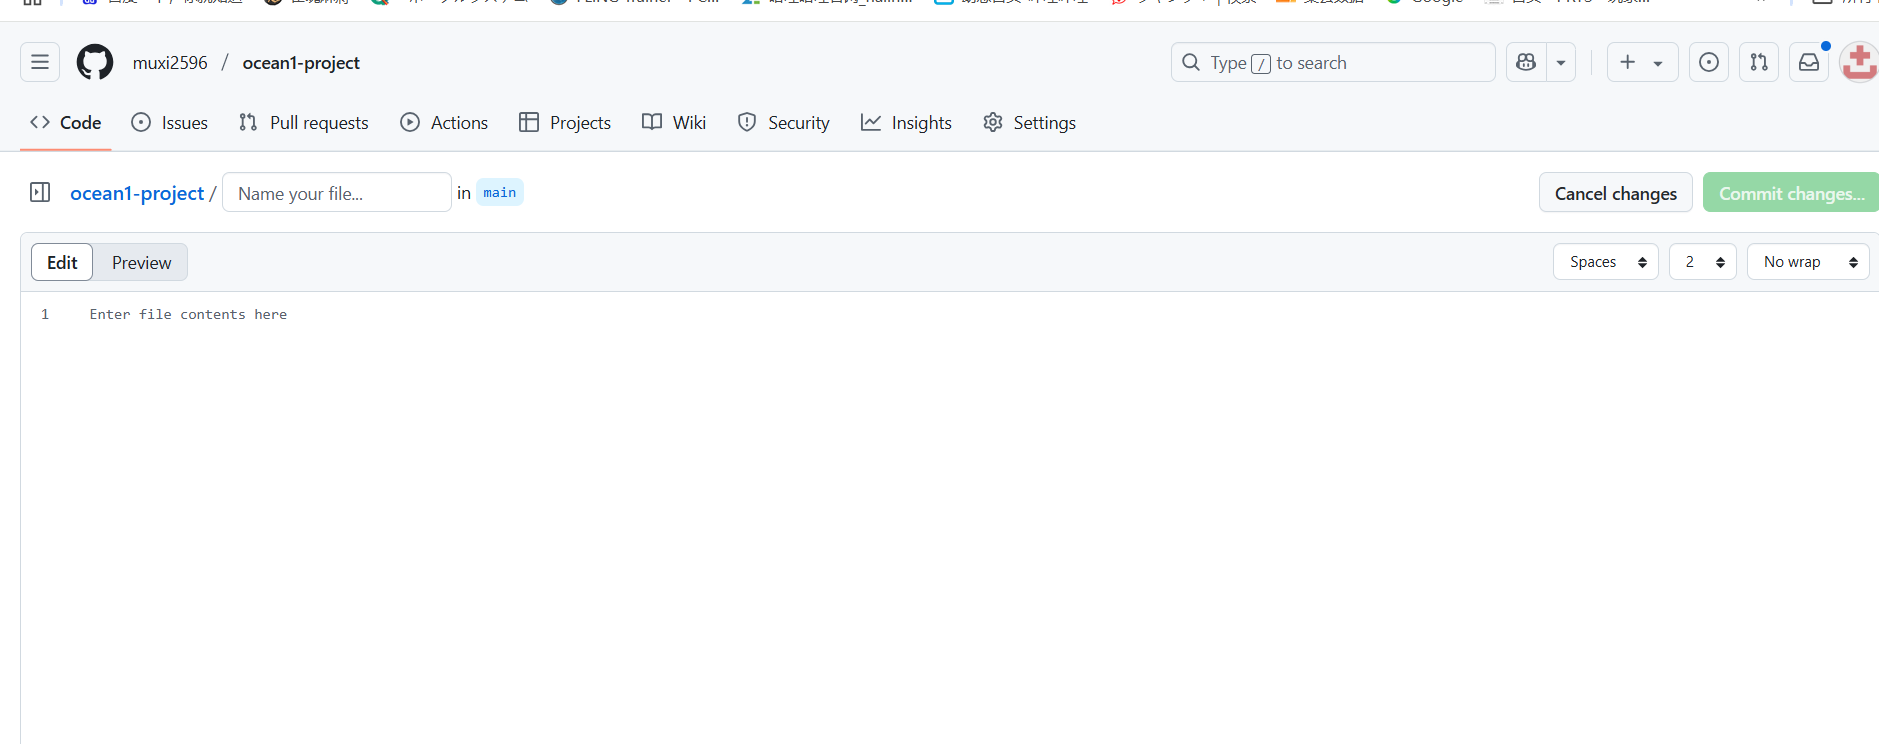 muxi2596 / ocean1-project
Type / to search
Code Issues Pull requests Actions Projects Wiki Security Insights Settings
ocean1-project / Name your file... in main
Cancel changes Commit changes...
Edit Preview
Spaces 2 No wrap
1 Enter file contents here